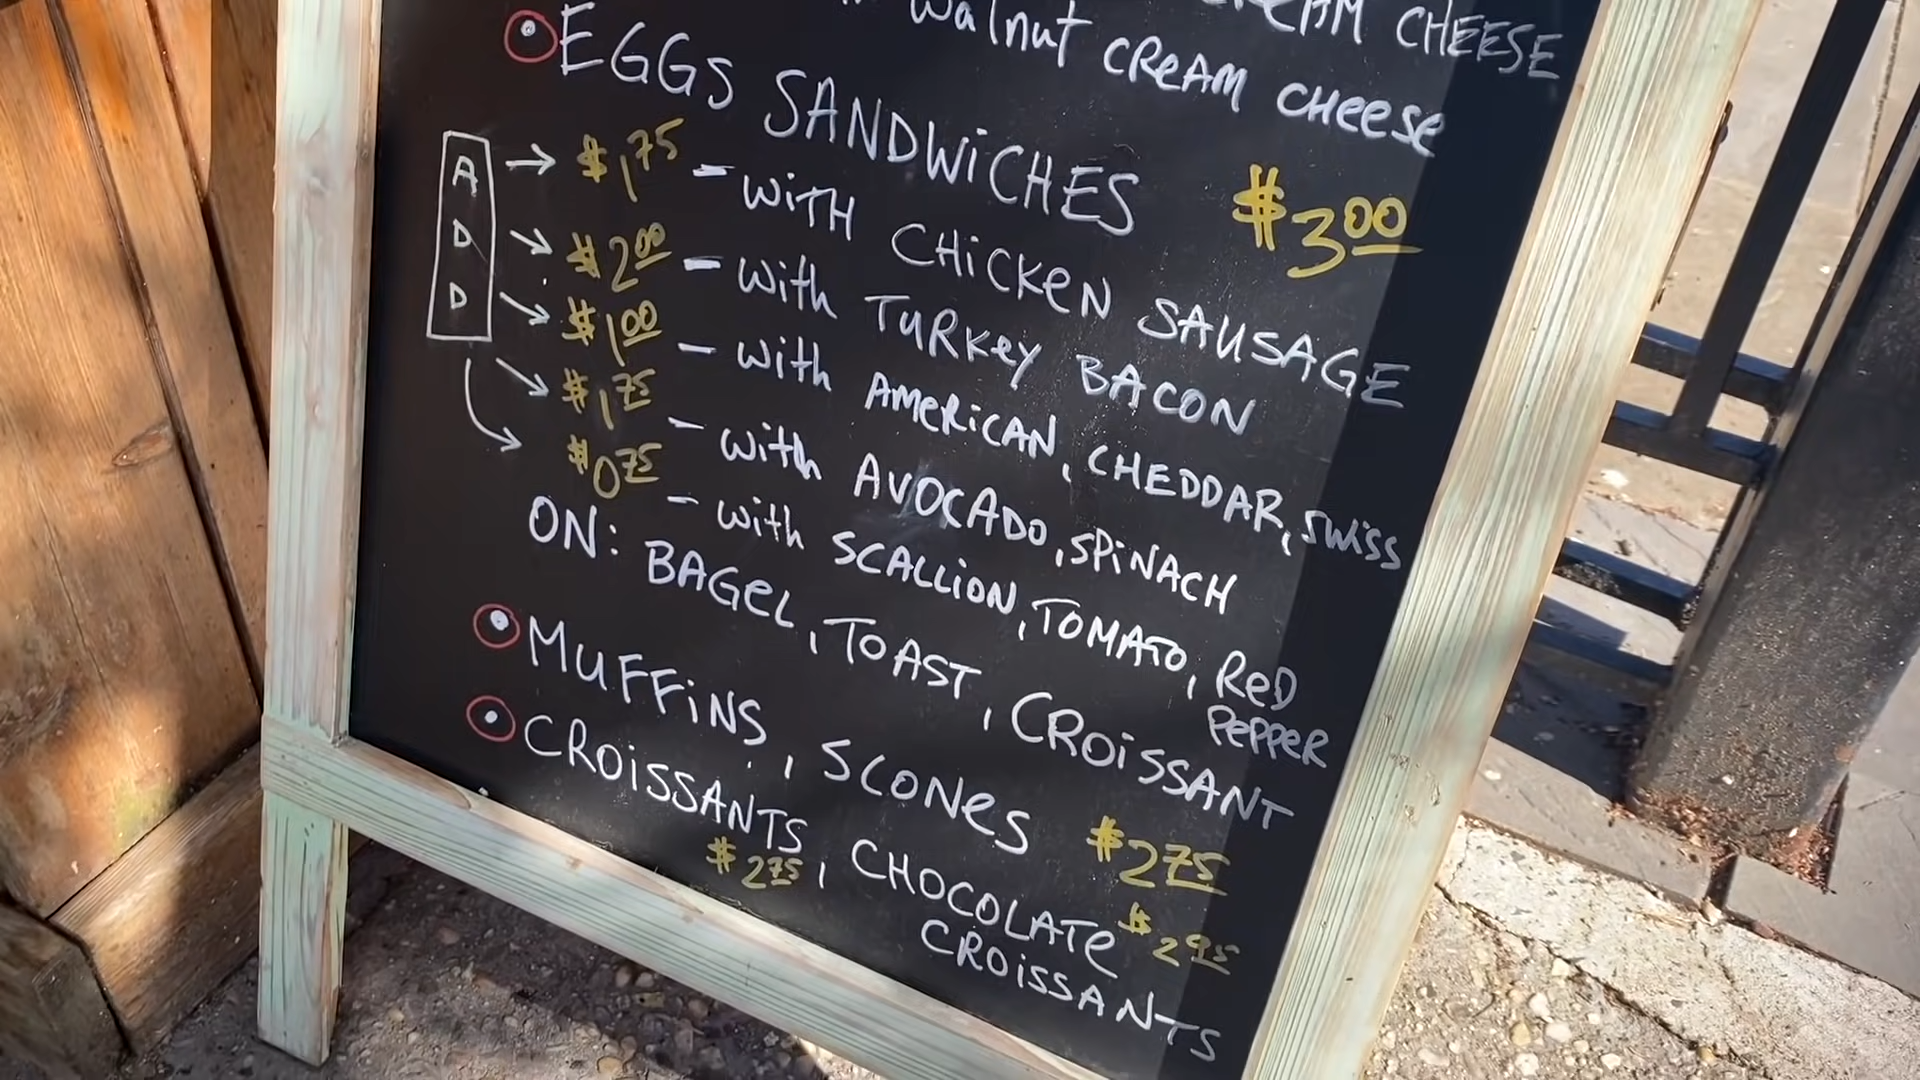 CREAM CHEESE
walnut CREAM CHEESE
EGGS SANDWICHES $3.00
ADD → $1.75 - with CHICKEN SAUSAGE
→ $2.00 - with TURKEY BACON
→ $1.00 - with AMERICAN, CHEDDAR, SWISS
→ $1.75 - with AVOCADO, SPINACH
→ $0.75 - with SCALLION, TOMATO, RED PEPPER
ON: BAGEL, TOAST, CROISSANT
MUFFINS, SCONES $2.75
CROISSANTS $2.75, CHOCOLATE CROISSANTS $2.95